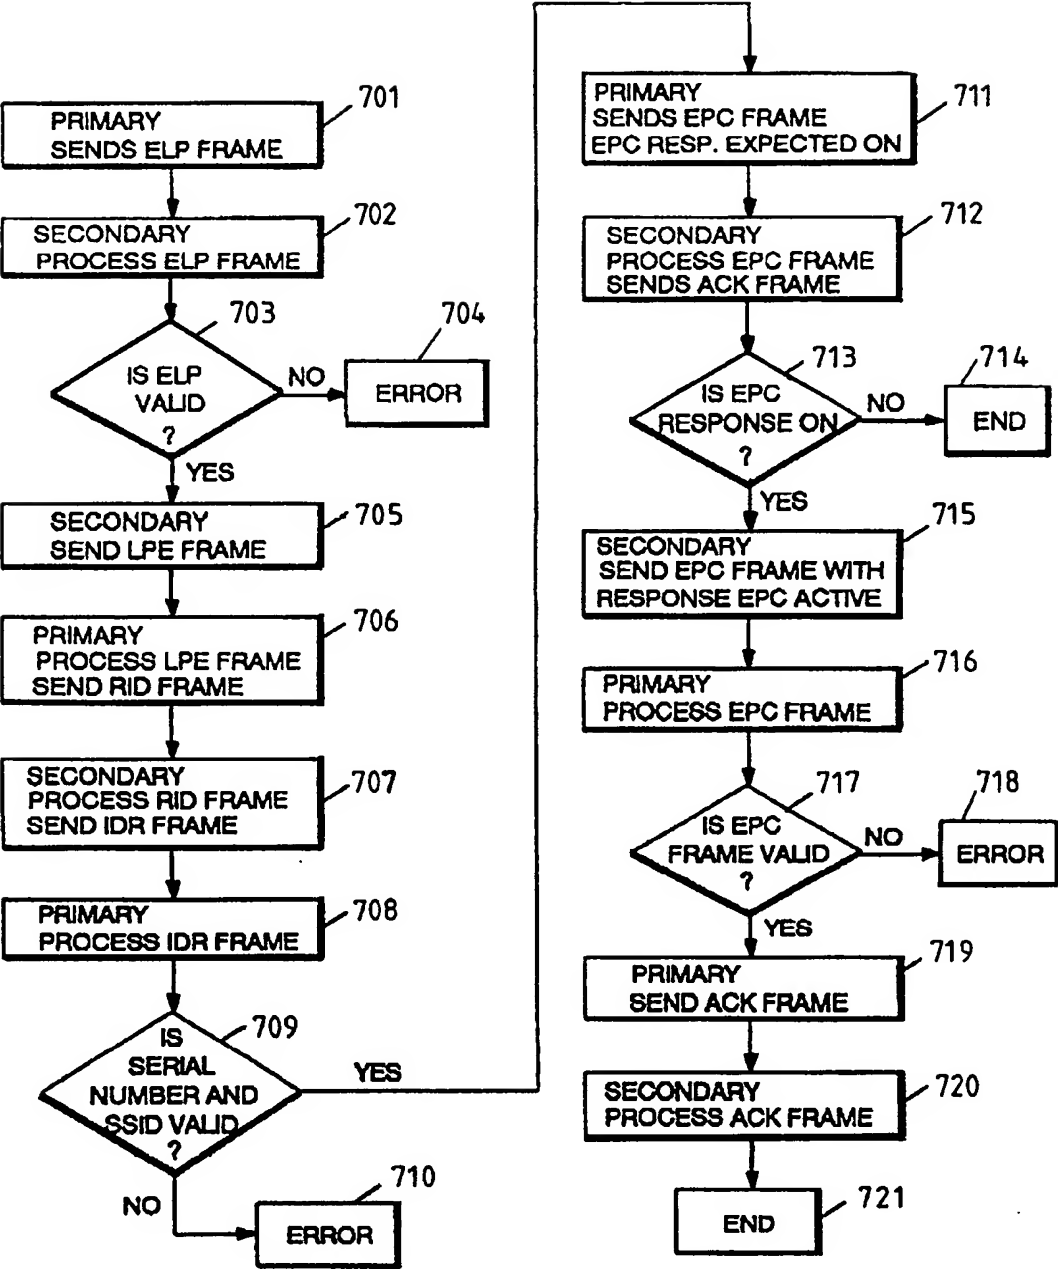 701
PRIMARY
SENDS ELP FRAME
702
SECONDARY
PROCESS ELP FRAME
703
IS ELP
VALID
?
NO
704
ERROR
YES
705
SECONDARY
SEND LPE FRAME
706
PRIMARY
PROCESS LPE FRAME
SEND RID FRAME
707
SECONDARY
PROCESS RID FRAME
SEND IDR FRAME
708
PRIMARY
PROCESS IDR FRAME
709
IS
SERIAL
NUMBER AND
SSID VALID
?
YES
NO
710
ERROR
711
PRIMARY
SENDS EPC FRAME
EPC RESP. EXPECTED ON
712
SECONDARY
PROCESS EPC FRAME
SENDS ACK FRAME
713
IS EPC
RESPONSE ON
?
NO
714
END
YES
715
SECONDARY
SEND EPC FRAME WITH
RESPONSE EPC ACTIVE
716
PRIMARY
PROCESS EPC FRAME
717
IS EPC
FRAME VALID
?
NO
718
ERROR
YES
719
PRIMARY
SEND ACK FRAME
720
SECONDARY
PROCESS ACK FRAME
721
END